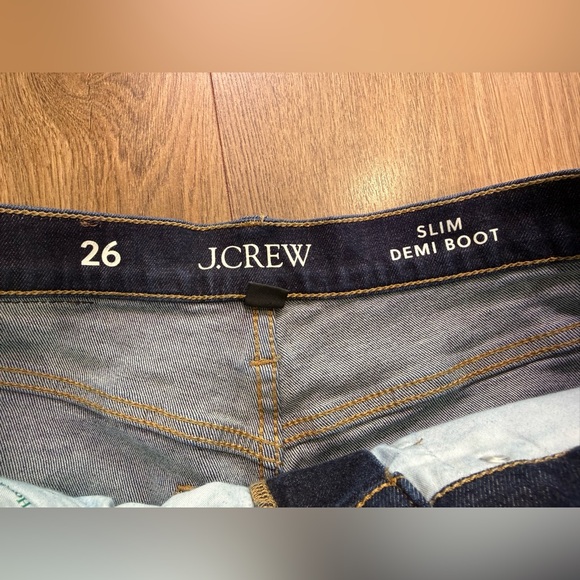 26
J.CREW
SLIM
DEMI BOOT